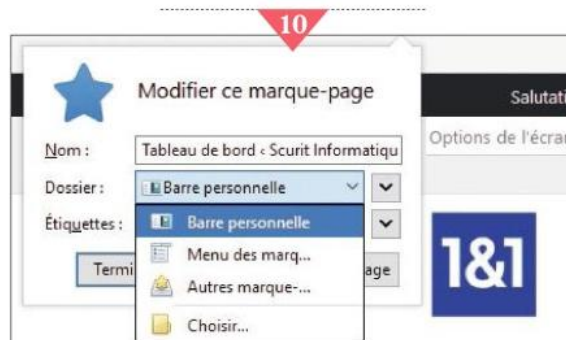 10
Modifier ce marque-page
Salutati
Nom : Tableau de bord ‹ Scurit Informatiqu
Options de l'écra
Dossier : Barre personnelle
Étiquettes : Barre personnelle
Menu des marq...
Termi age
Autres marque-...
Choisir...
1&1